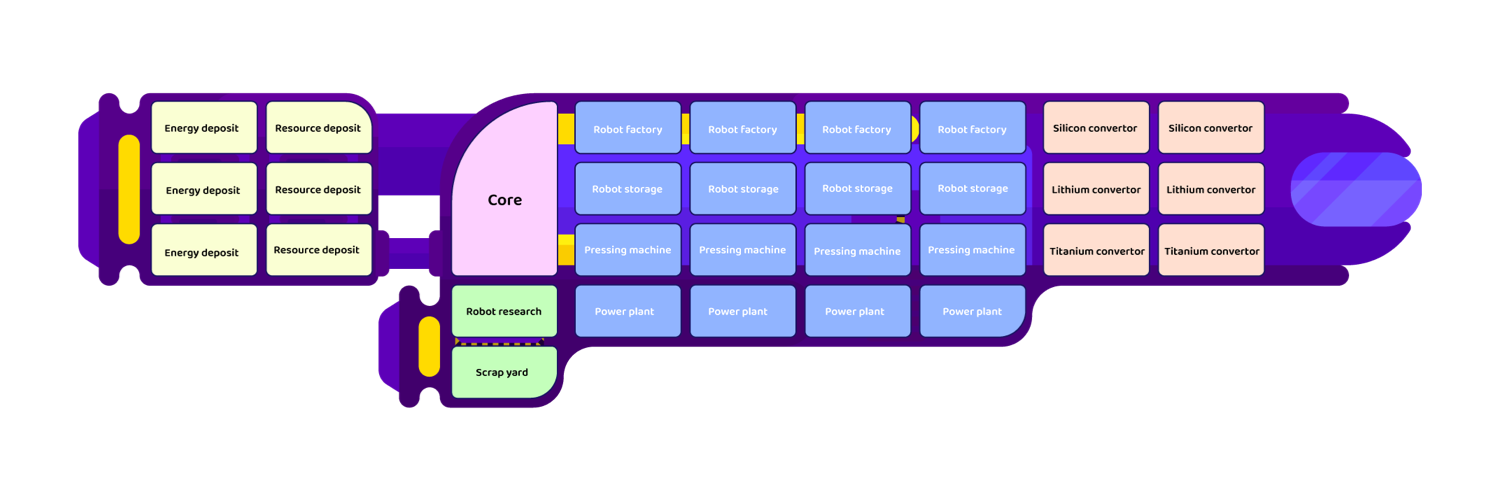 Energy deposit
Resource deposit
Energy deposit
Resource deposit
Energy deposit
Resource deposit
Core
Robot research
Scrap yard
Robot factory
Robot factory
Robot factory
Robot factory
Robot storage
Robot storage
Robot storage
Robot storage
Pressing machine
Pressing machine
Pressing machine
Pressing machine
Power plant
Power plant
Power plant
Power plant
Silicon convertor
Silicon convertor
Lithium convertor
Lithium convertor
Titanium convertor
Titanium convertor